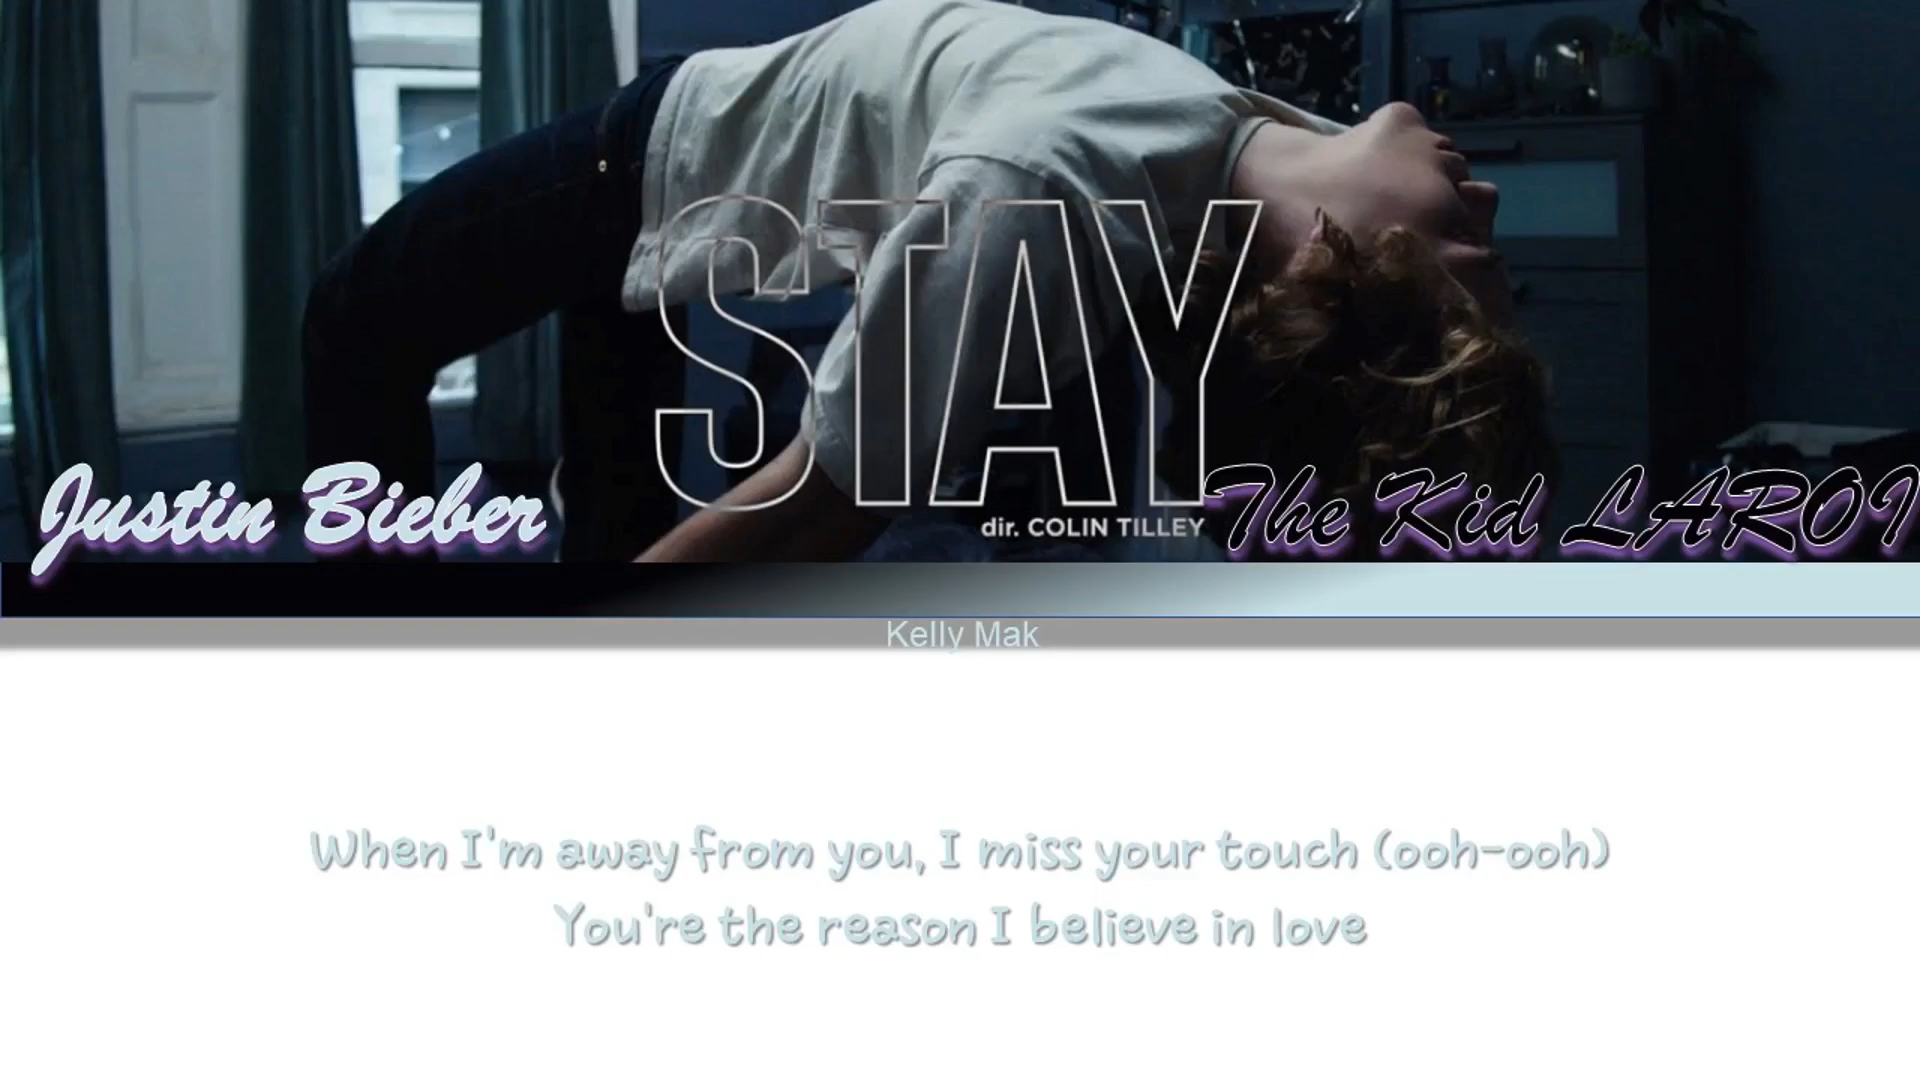 STAY
dir. COLIN TILLEY
Justin Bieber
The Kid LAROI
Kelly Mak
When I'm away from you, I miss your touch (ooh-ooh)
You're the reason I believe in love